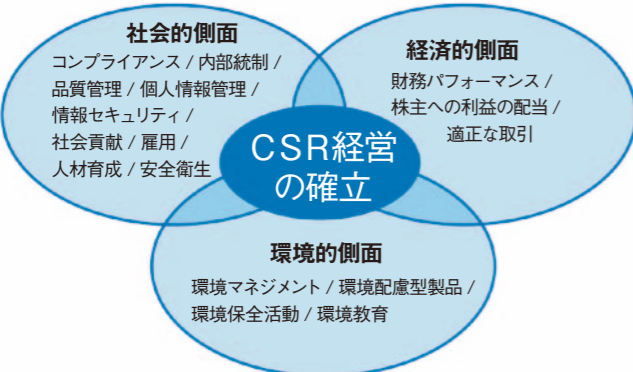 社会的側面
コンプライアンス / 内部統制 /
品質管理 / 個人情報管理 /
情報セキュリティ /
社会貢献 / 雇用 /
人材育成 / 安全衛生
経済的側面
財務パフォーマンス /
株主への利益の配当 /
適正な取引
CSR経営
の確立
環境的側面
環境マネジメント / 環境配慮型製品 /
環境保全活動 / 環境教育